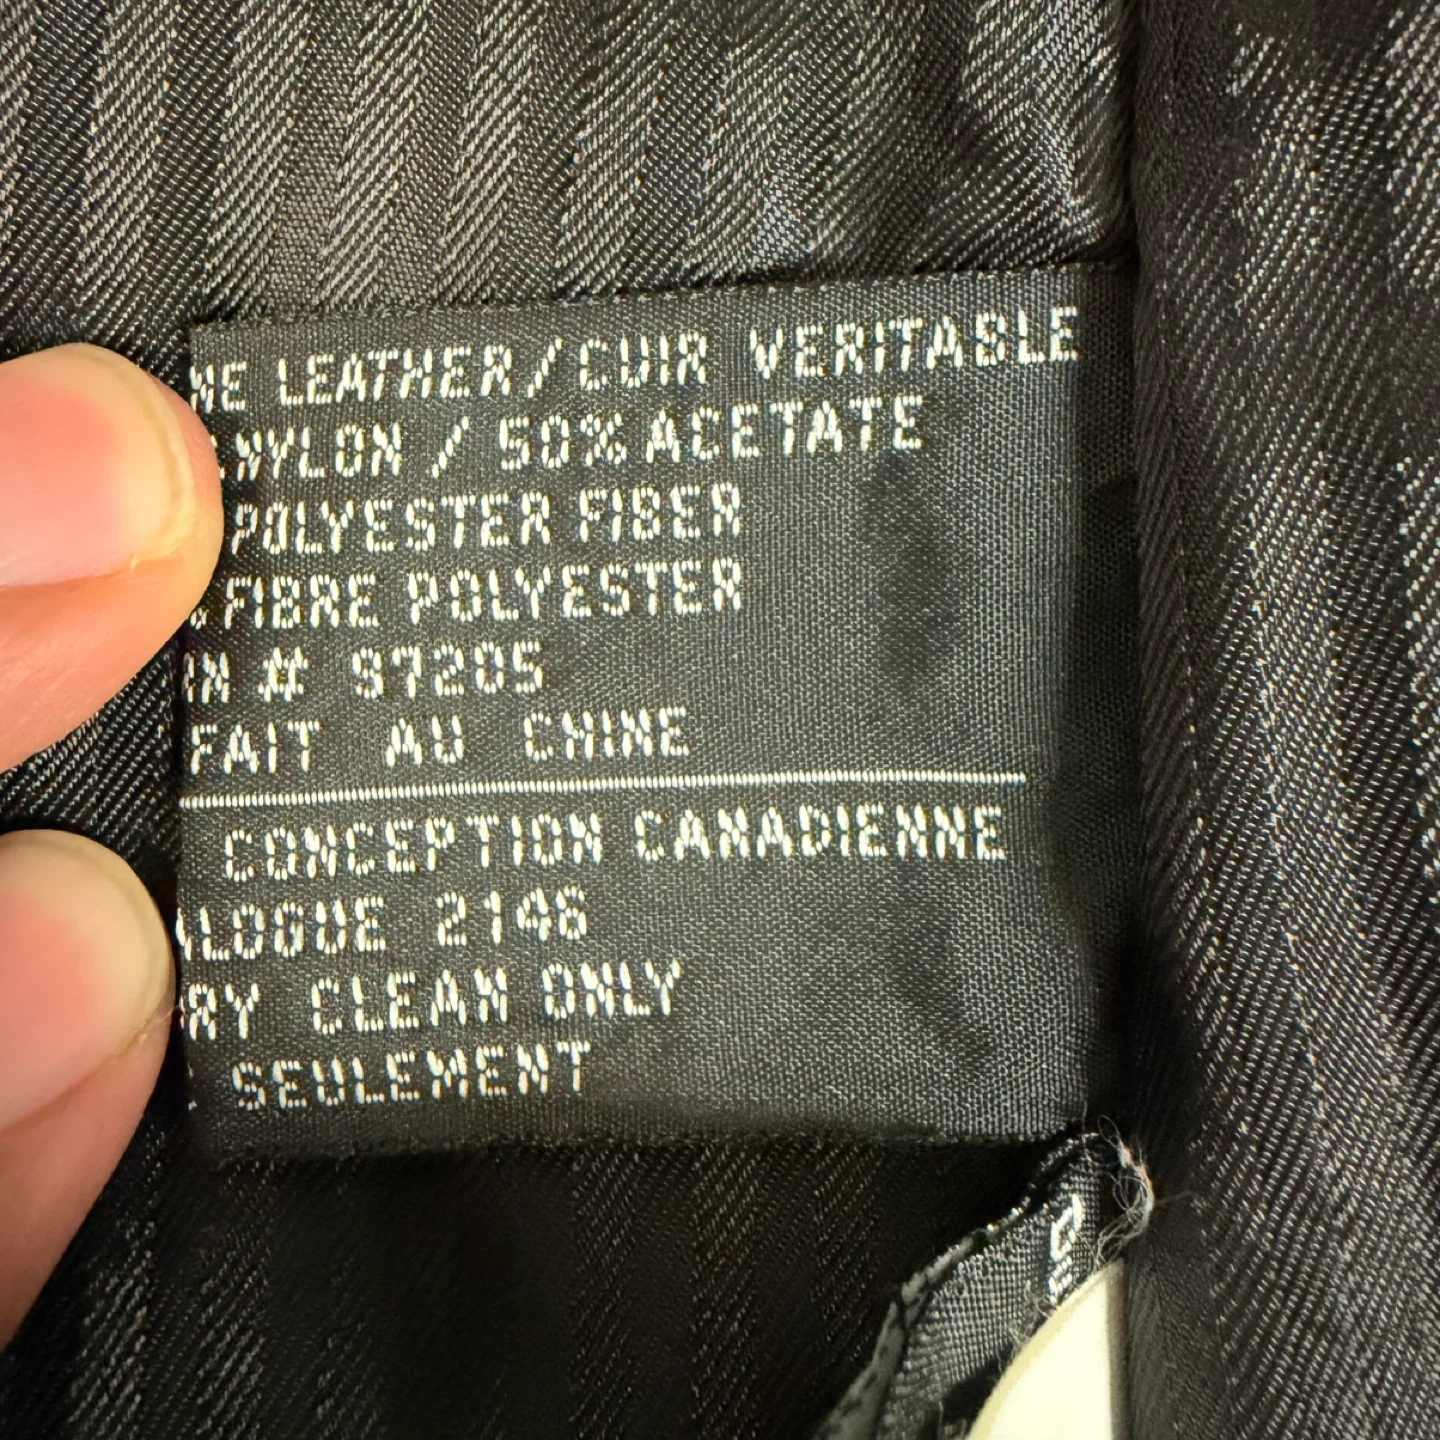 NE LEATHER/CUIR VERITABLE
NYLON / 50% ACETATE
POLYESTER FIBER
FIBRE POLYESTER
N # 97205
FAIT AU CHINE
CONCEPTION CANADIENNE
LOGUE 2146
RY CLEAN ONLY
SEULEMENT